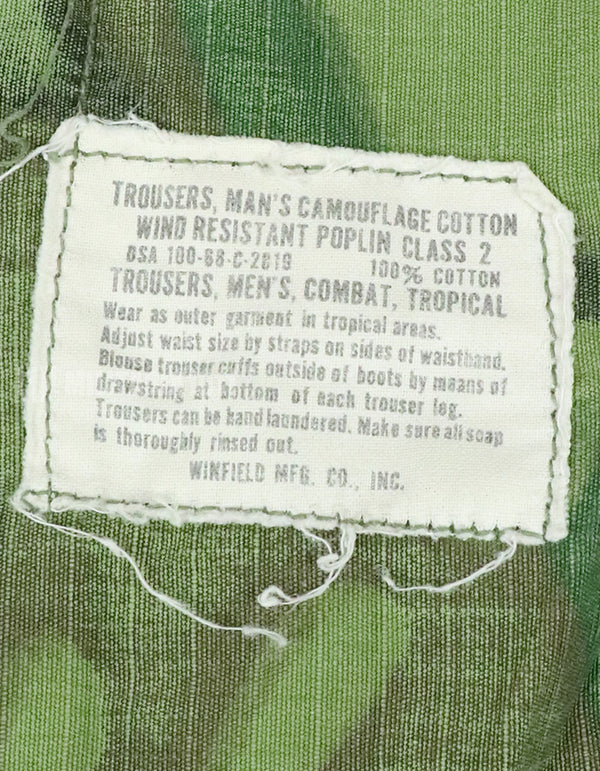 TROUSERS, MAN'S CAMOUFLAGE COTTON
WIND RESISTANT POPLIN CLASS 2
DSA 100-68-C-2819 100% COTTON
TROUSERS, MEN'S, COMBAT, TROPICAL
Wear as outer garment in tropical areas.
Adjust waist size by straps on sides of waistband.
Blouse trouser cuffs outside of boots by means of
drawstring at bottom of each trouser leg.
Trousers can be hand laundered. Make sure all soap
is thoroughly rinsed out.
WINFIELD MFG. CO., INC.